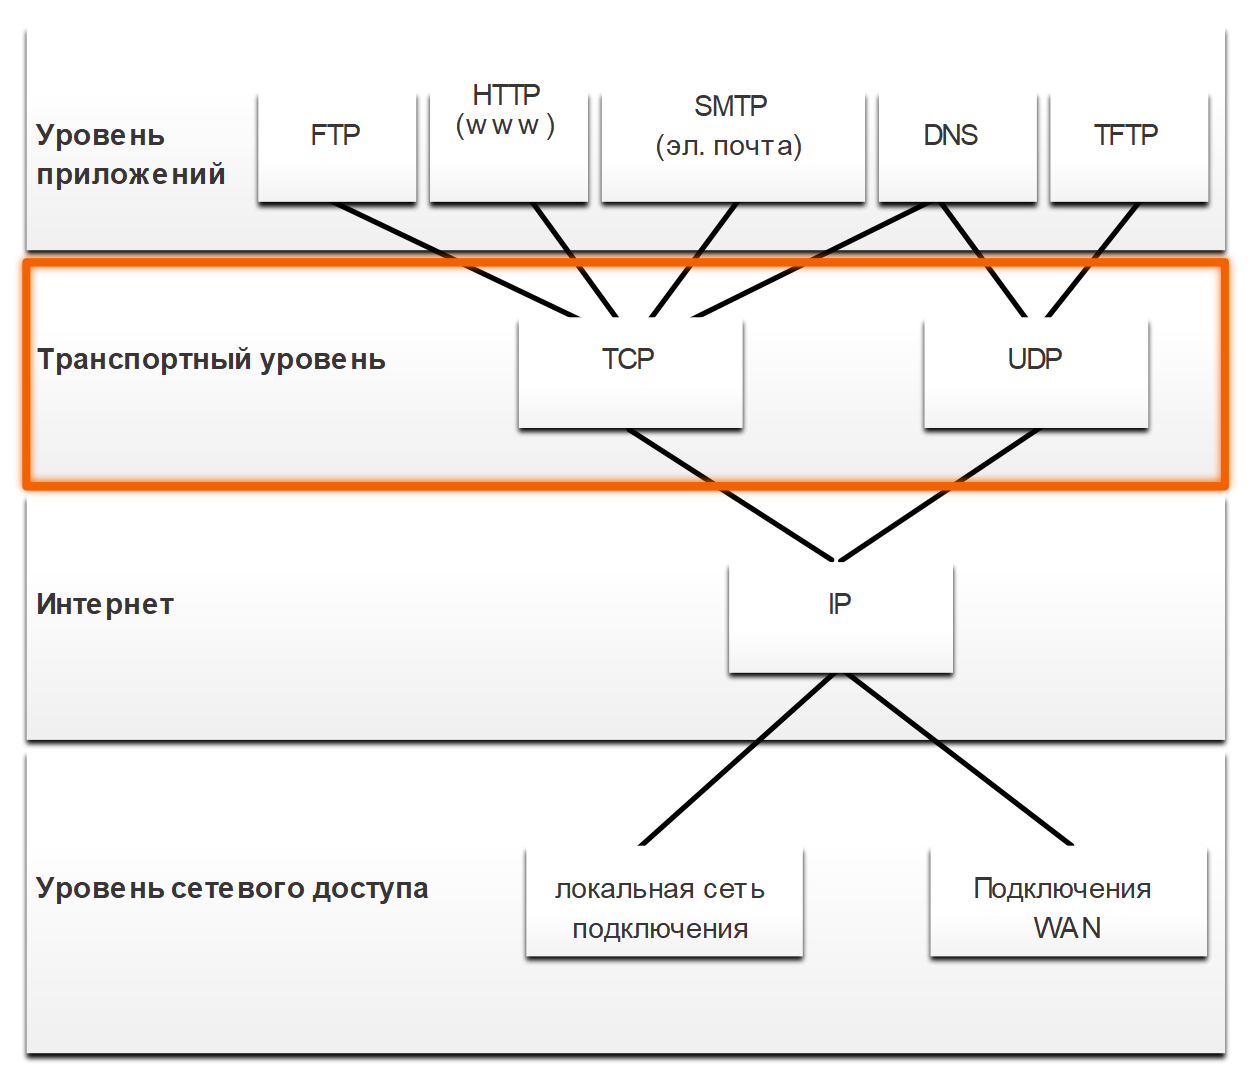 Уровень
приложений
FTP
HTTP
(www)
SMTP
(эл. почта)
DNS
TFTP
Транспортный уровень
TCP
UDP
Интернет
IP
Уровень сетевого доступа
локальная сеть
подключения
Подключения
WAN